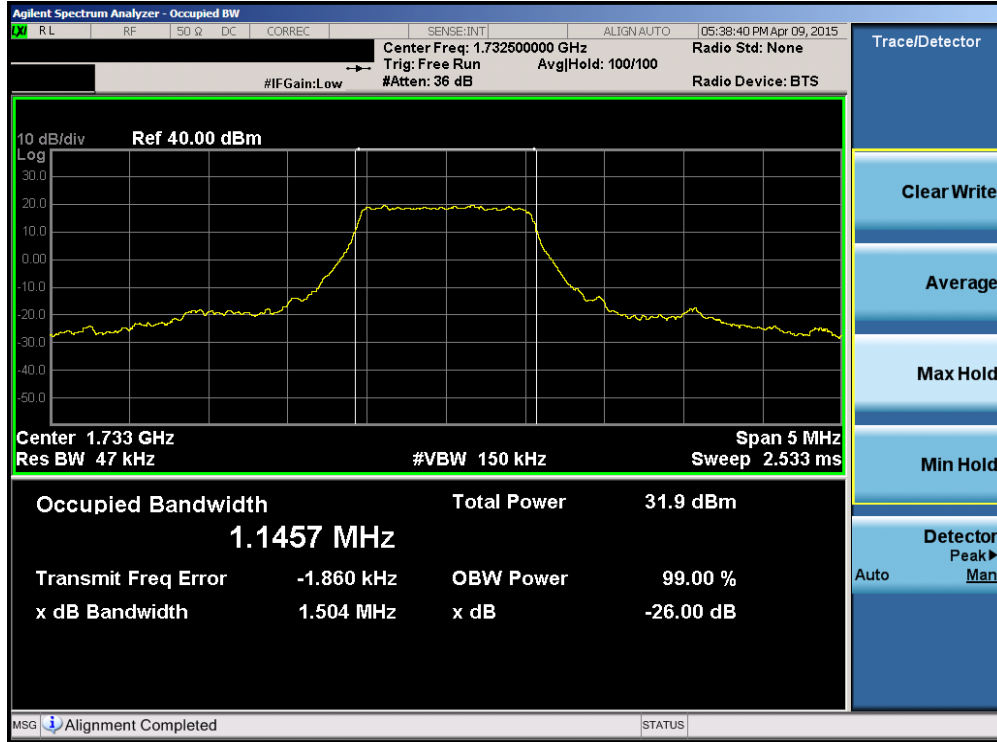 Agilent Spectrum Analyzer - Occupied BW
LXI RL RF 50 Ω DC CORREC SENSE:INT ALIGN AUTO 05:38:40 PM Apr 09, 2015
Center Freq: 1.732500000 GHz Radio Std: None
Trig: Free Run Avg|Hold: 100/100
#IFGain:Low #Atten: 36 dB Radio Device: BTS
10 dB/div Ref 40.00 dBm
Log
30.0
20.0
10.0
0.00
-10.0
-20.0
-30.0
-40.0
-50.0
Center 1.733 GHz Span 5 MHz
Res BW 47 kHz #VBW 150 kHz Sweep 2.533 ms
Occupied Bandwidth Total Power 31.9 dBm
1.1457 MHz
Transmit Freq Error -1.860 kHz OBW Power 99.00 %
x dB Bandwidth 1.504 MHz x dB -26.00 dB
MSG Alignment Completed STATUS
Trace/Detector
Clear Write
Average
Max Hold
Min Hold
Detector
Peak▶
Auto Man